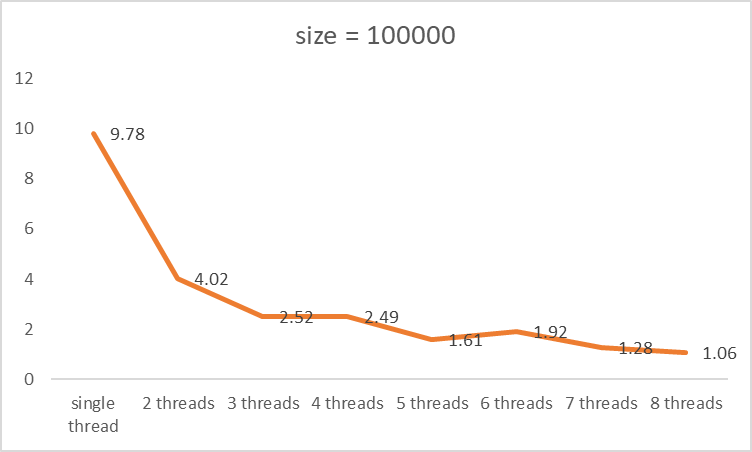 size = 100000
12
10
8
6
4
2
0
9.78
4.02
2.52
2.49
1.61
1.92
1.28
1.06
single
thread
2 threads
3 threads
4 threads
5 threads
6 threads
7 threads
8 threads